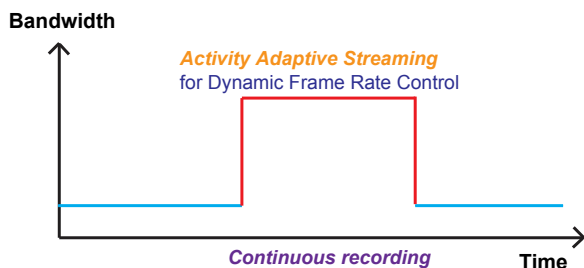 Bandwidth
Activity Adaptive Streaming
for Dynamic Frame Rate Control
Continuous recording
Time